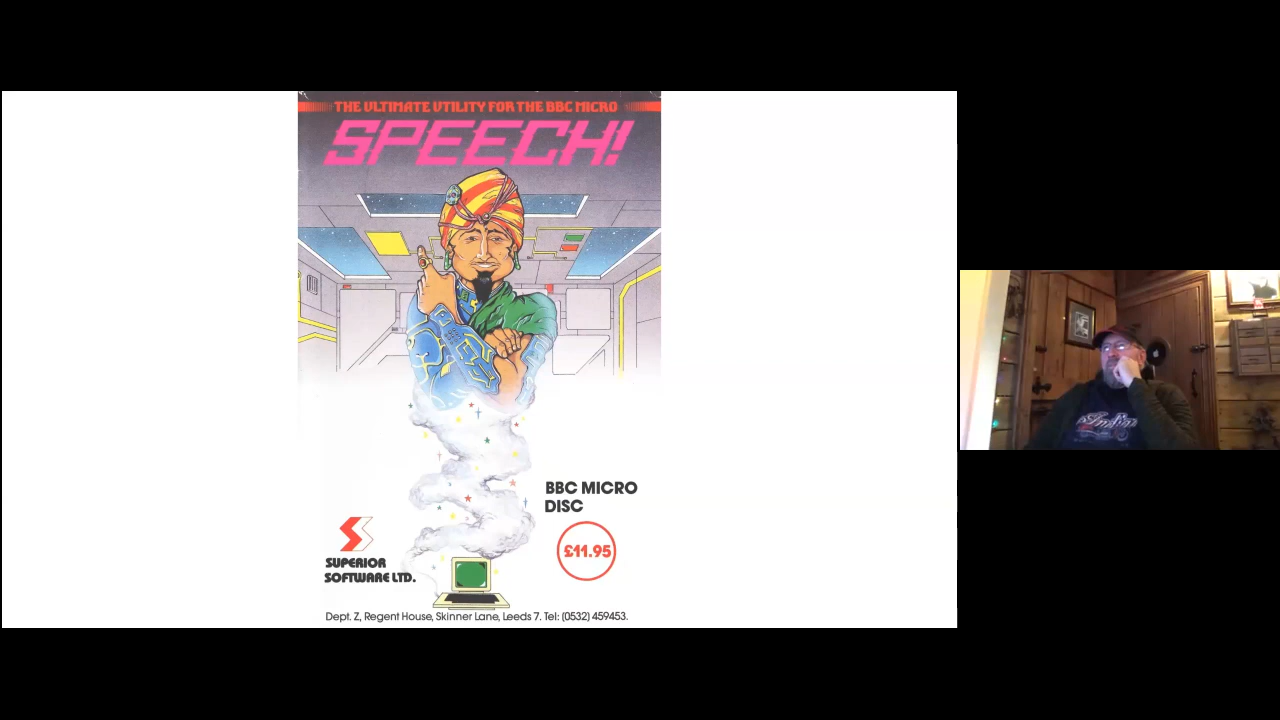 THE ULTIMATE UTILITY FOR THE BBC MICRO
SPEECH!
BBC MICRO
DISC
£11.95
SUPERIOR
SOFTWARE LTD.
Dept. Z, Regent House, Skinner Lane, Leeds 7. Tel: (0532) 459453.
Indian